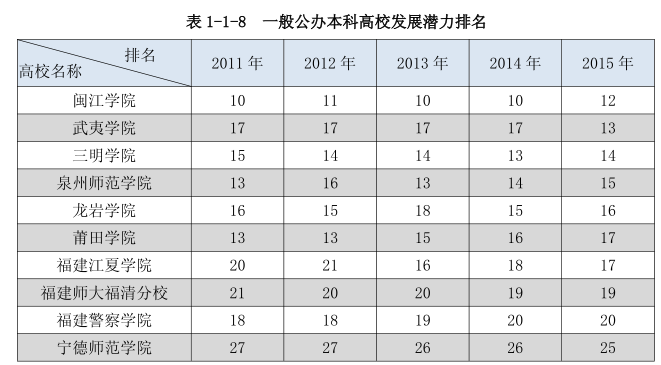 表 1-1-8 一般公办本科高校发展潜力排名
排名
高校名称 2011 年 2012 年 2013 年 2014 年 2015 年
闽江学院 10 11 10 10 12
武夷学院 17 17 17 17 13
三明学院 15 14 14 13 14
泉州师范学院 13 16 13 14 15
龙岩学院 16 15 18 15 16
莆田学院 13 13 15 16 17
福建江夏学院 20 21 16 18 17
福建师大福清分校 21 20 20 19 19
福建警察学院 18 18 19 20 20
宁德师范学院 27 27 26 26 25